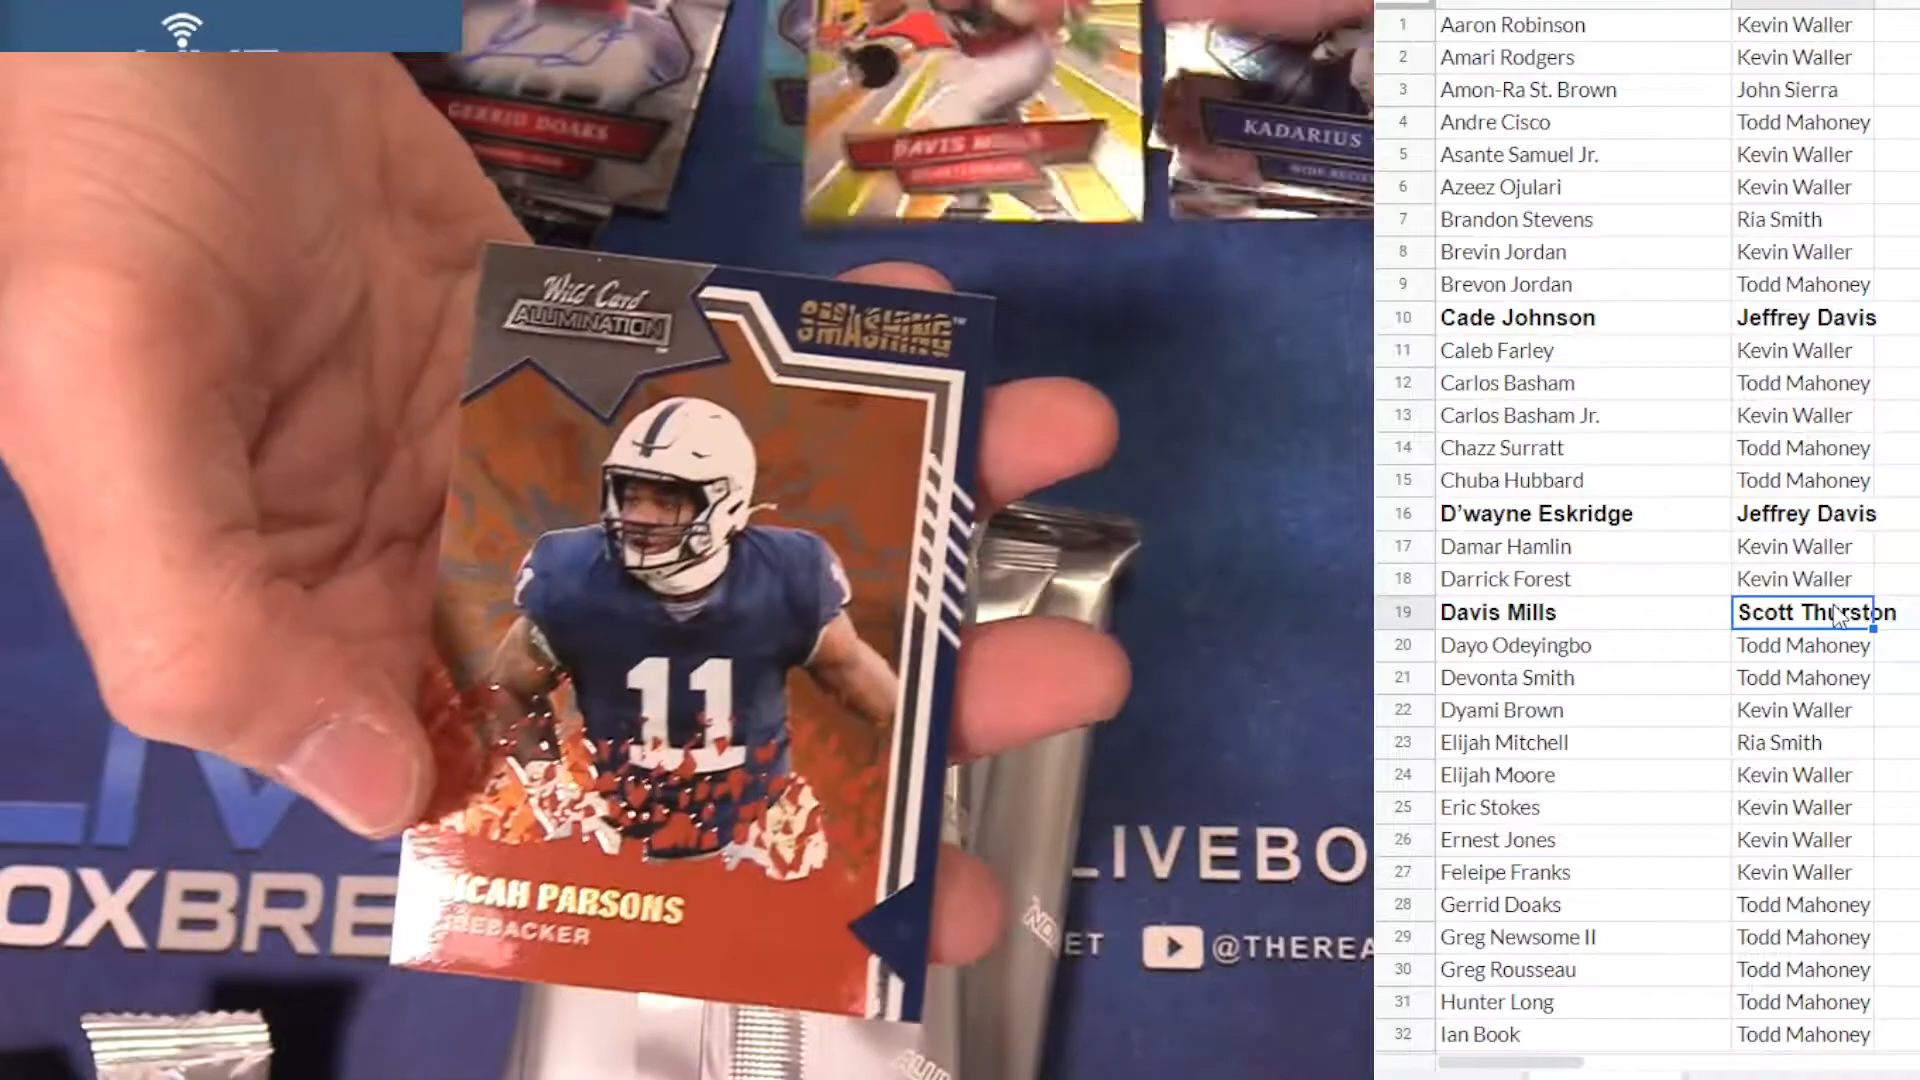 GERRID DOAKS
DAVIS
KADARIUS
Wild Card
ALUMINATION
SMASHING™
11
ICAH PARSONS
EBACKER
LIV
OXBRE
LIVEBO
ET
@THEREA
1 Aaron Robinson Kevin Waller
2 Amari Rodgers Kevin Waller
3 Amon-Ra St. Brown John Sierra
4 Andre Cisco Todd Mahoney
5 Asante Samuel Jr. Kevin Waller
6 Azeez Ojulari Kevin Waller
7 Brandon Stevens Ria Smith
8 Brevin Jordan Kevin Waller
9 Brevon Jordan Todd Mahoney
10 Cade Johnson Jeffrey Davis
11 Caleb Farley Kevin Waller
12 Carlos Basham Todd Mahoney
13 Carlos Basham Jr. Kevin Waller
14 Chazz Surratt Todd Mahoney
15 Chuba Hubbard Todd Mahoney
16 D’wayne Eskridge Jeffrey Davis
17 Damar Hamlin Kevin Waller
18 Darrick Forest Kevin Waller
19 Davis Mills Scott Thurston
20 Dayo Odeyingbo Todd Mahoney
21 Devonta Smith Todd Mahoney
22 Dyami Brown Kevin Waller
23 Elijah Mitchell Ria Smith
24 Elijah Moore Kevin Waller
25 Eric Stokes Kevin Waller
26 Ernest Jones Kevin Waller
27 Feleipe Franks Kevin Waller
28 Gerrid Doaks Todd Mahoney
29 Greg Newsome II Todd Mahoney
30 Greg Rousseau Todd Mahoney
31 Hunter Long Todd Mahoney
32 Ian Book Todd Mahoney